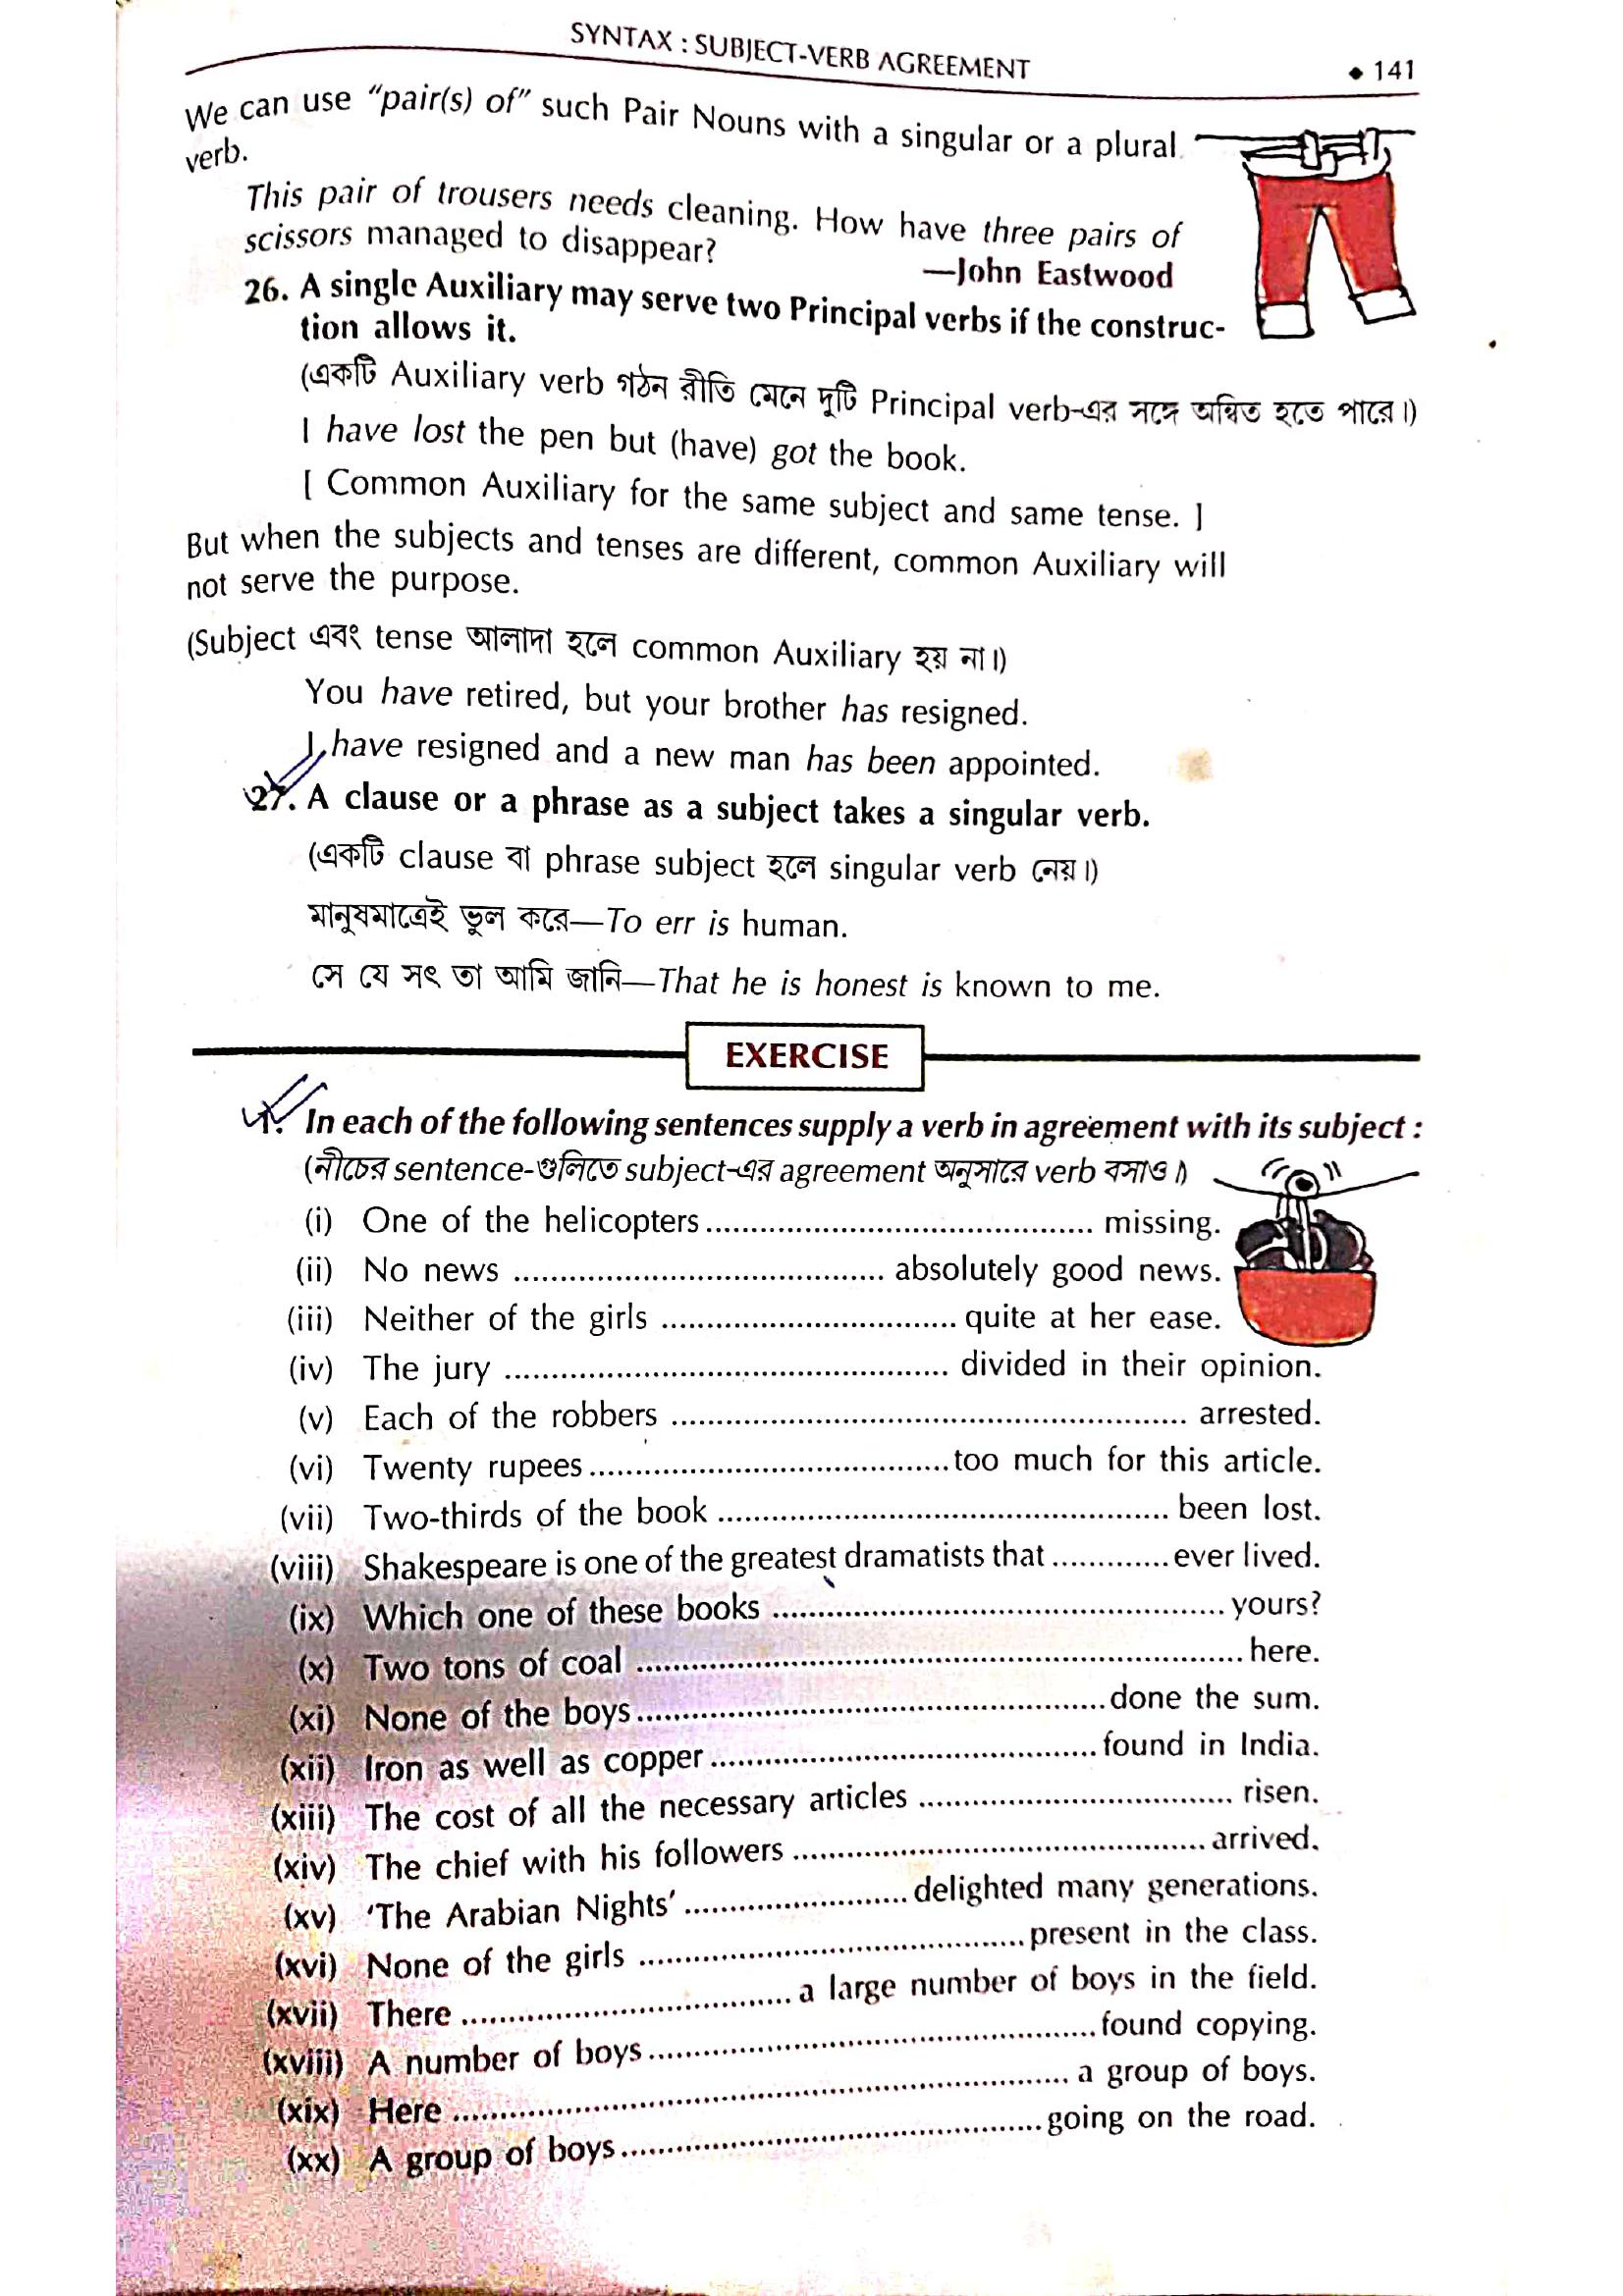 SYNTAX : SUBJECT-VERB AGREEMENT
◆ 141
We can use “pair(s) of” such Pair Nouns with a singular or a plural
verb.
This pair of trousers needs cleaning. How have three pairs of
scissors managed to disappear?
—John Eastwood
26. A single Auxiliary may serve two Principal verbs if the construc-
tion allows it.
(একটি Auxiliary verb গঠন রীতি মেনে দুটি Principal verb-এর সঙ্গে অন্বিত হতে পারে।)
I have lost the pen but (have) got the book.
[ Common Auxiliary for the same subject and same tense. ]
But when the subjects and tenses are different, common Auxiliary will
not serve the purpose.
(Subject এবং tense আলাদা হলে common Auxiliary হয় না।)
You have retired, but your brother has resigned.
I have resigned and a new man has been appointed.
27. A clause or a phrase as a subject takes a singular verb.
(একটি clause বা phrase subject হলে singular verb নেয়।)
মানুষমাত্রেই ভুল করে—To err is human.
সে যে সৎ তা আমি জানি—That he is honest is known to me.
EXERCISE
1. In each of the following sentences supply a verb in agreement with its subject :
(নীচের sentence-গুলিতে subject-এর agreement অনুসারে verb বসাও।)
(i) One of the helicopters.......................................... missing.
(ii) No news ........................................ absolutely good news.
(iii) Neither of the girls ................................ quite at her ease.
(iv) The jury ................................................ divided in their opinion.
(v) Each of the robbers ........................................................ arrested.
(vi) Twenty rupees.......................................too much for this article.
(vii) Two-thirds of the book ................................................. been lost.
(viii) Shakespeare is one of the greatest dramatists that ............ever lived.
(ix) Which one of these books .................................................yours?
(x) Two tons of coal ..................................................................here.
(xi) None of the boys...................................................done the sum.
(xii) Iron as well as copper..........................................found in India.
(xiii) The cost of all the necessary articles .................................. risen.
(xiv) The chief with his followers .............................................arrived.
(xv) ‘The Arabian Nights’ ........................delighted many generations.
(xvi) None of the girls ..........................................present in the class.
(xvii) There .................................... a large number of boys in the field.
(xviii) A number of boys.................................................found copying.
(xix) Here ................................................................... a group of boys.
(xx) A group of boys..............................................going on the road.